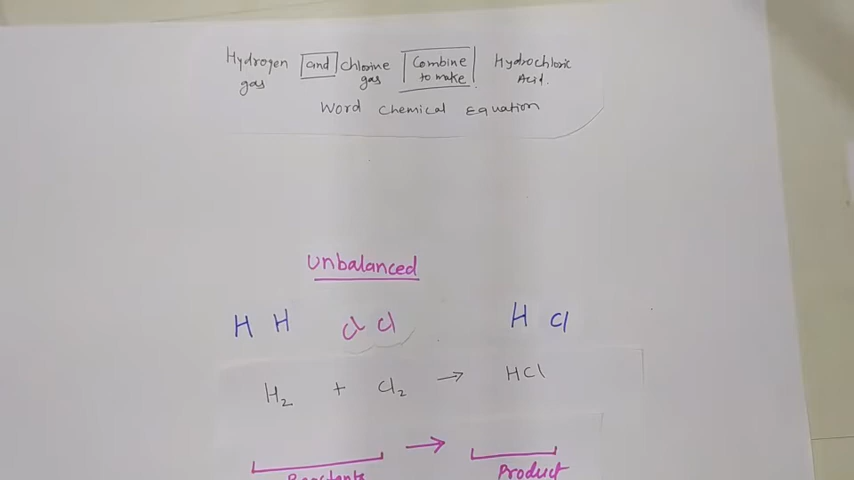 Hydrogen gas and Chlorine gas Combine to make Hydrochloric Acid.
Word Chemical Equation
Unbalanced
H H Cl Cl H Cl
H₂ + Cl₂ → HCl
→
Reactants Product